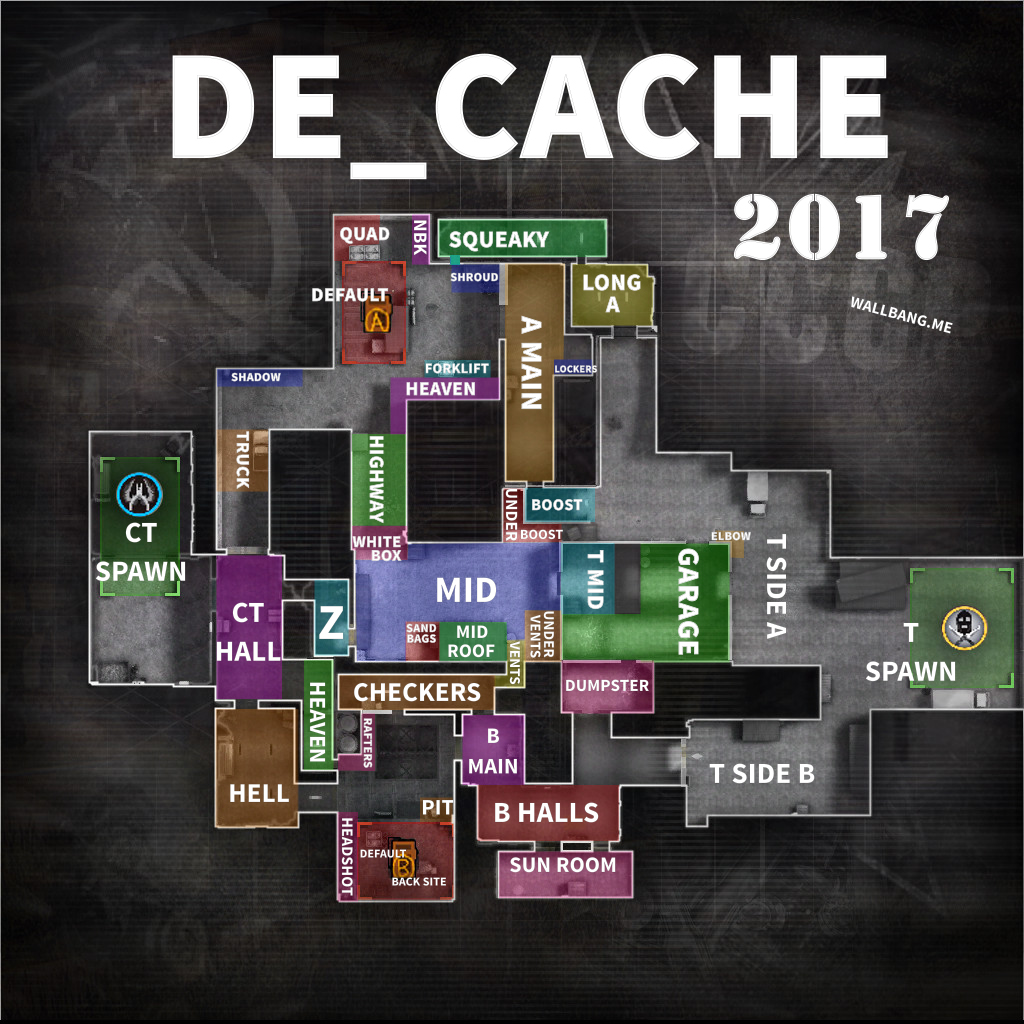 DE_CACHE
2017
WALLBANG.ME
QUAD
NBK
SQUEAKY
SHROUD
LONG
A
DEFAULT
A
A MAIN
FORKLIFT
LOCKERS
SHADOW
HEAVEN
TRUCK
HIGHWAY
UNDER
BOOST
BOOST
CT
SPAWN
WHITE
BOX
ELBOW
T SIDE A
MID
T MID
GARAGE
CT
HALL
Z
SAND
BAGS
MID
ROOF
UNDER
VENTS
VENTS
T
SPAWN
CHECKERS
DUMPSTER
HEAVEN
RAFTERS
B
MAIN
T SIDE B
HELL
PIT
B HALLS
HEADSHOT
DEFAULT
B
BACK SITE
SUN ROOM